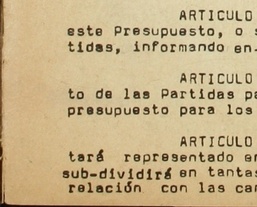 ARTICULO
este Presupuesto, o s
tidas, informando en
ARTICULO
to de las Partidas pa
presupuesto para los
ARTICULO
tará representado en
sub-dividirá en tantas
relación con las car